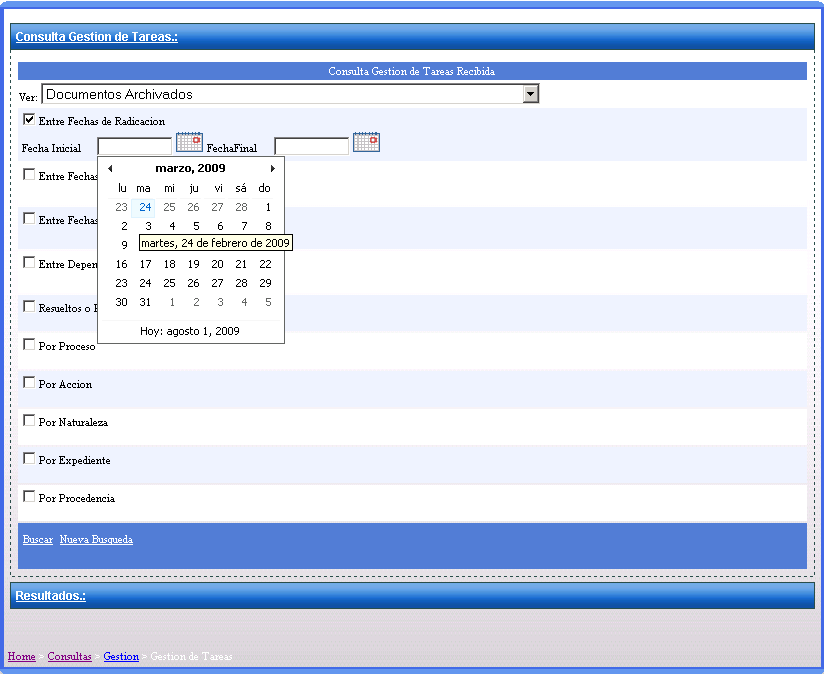 Consulta Gestion de Tareas.:
Consulta Gestion de Tareas Recibida
Ver: Documentos Archivados
Entre Fechas de Radicacion
Fecha Inicial FechaFinal
marzo, 2009
lu ma mi ju vi sá do
23 24 25 26 27 28 1
2 3 4 5 6 7 8
9
martes, 24 de febrero de 2009
16 17 18 19 20 21 22
23 24 25 26 27 28 29
30 31 1 2 3 4 5
Hoy: agosto 1, 2009
Entre Fechas
Entre Fechas
Entre Depen
Resueltos o
Por Proceso
Por Accion
Por Naturaleza
Por Expediente
Por Procedencia
Buscar Nueva Busqueda
Resultados.:
Home > Consultas > Gestion > Gestion de Tareas